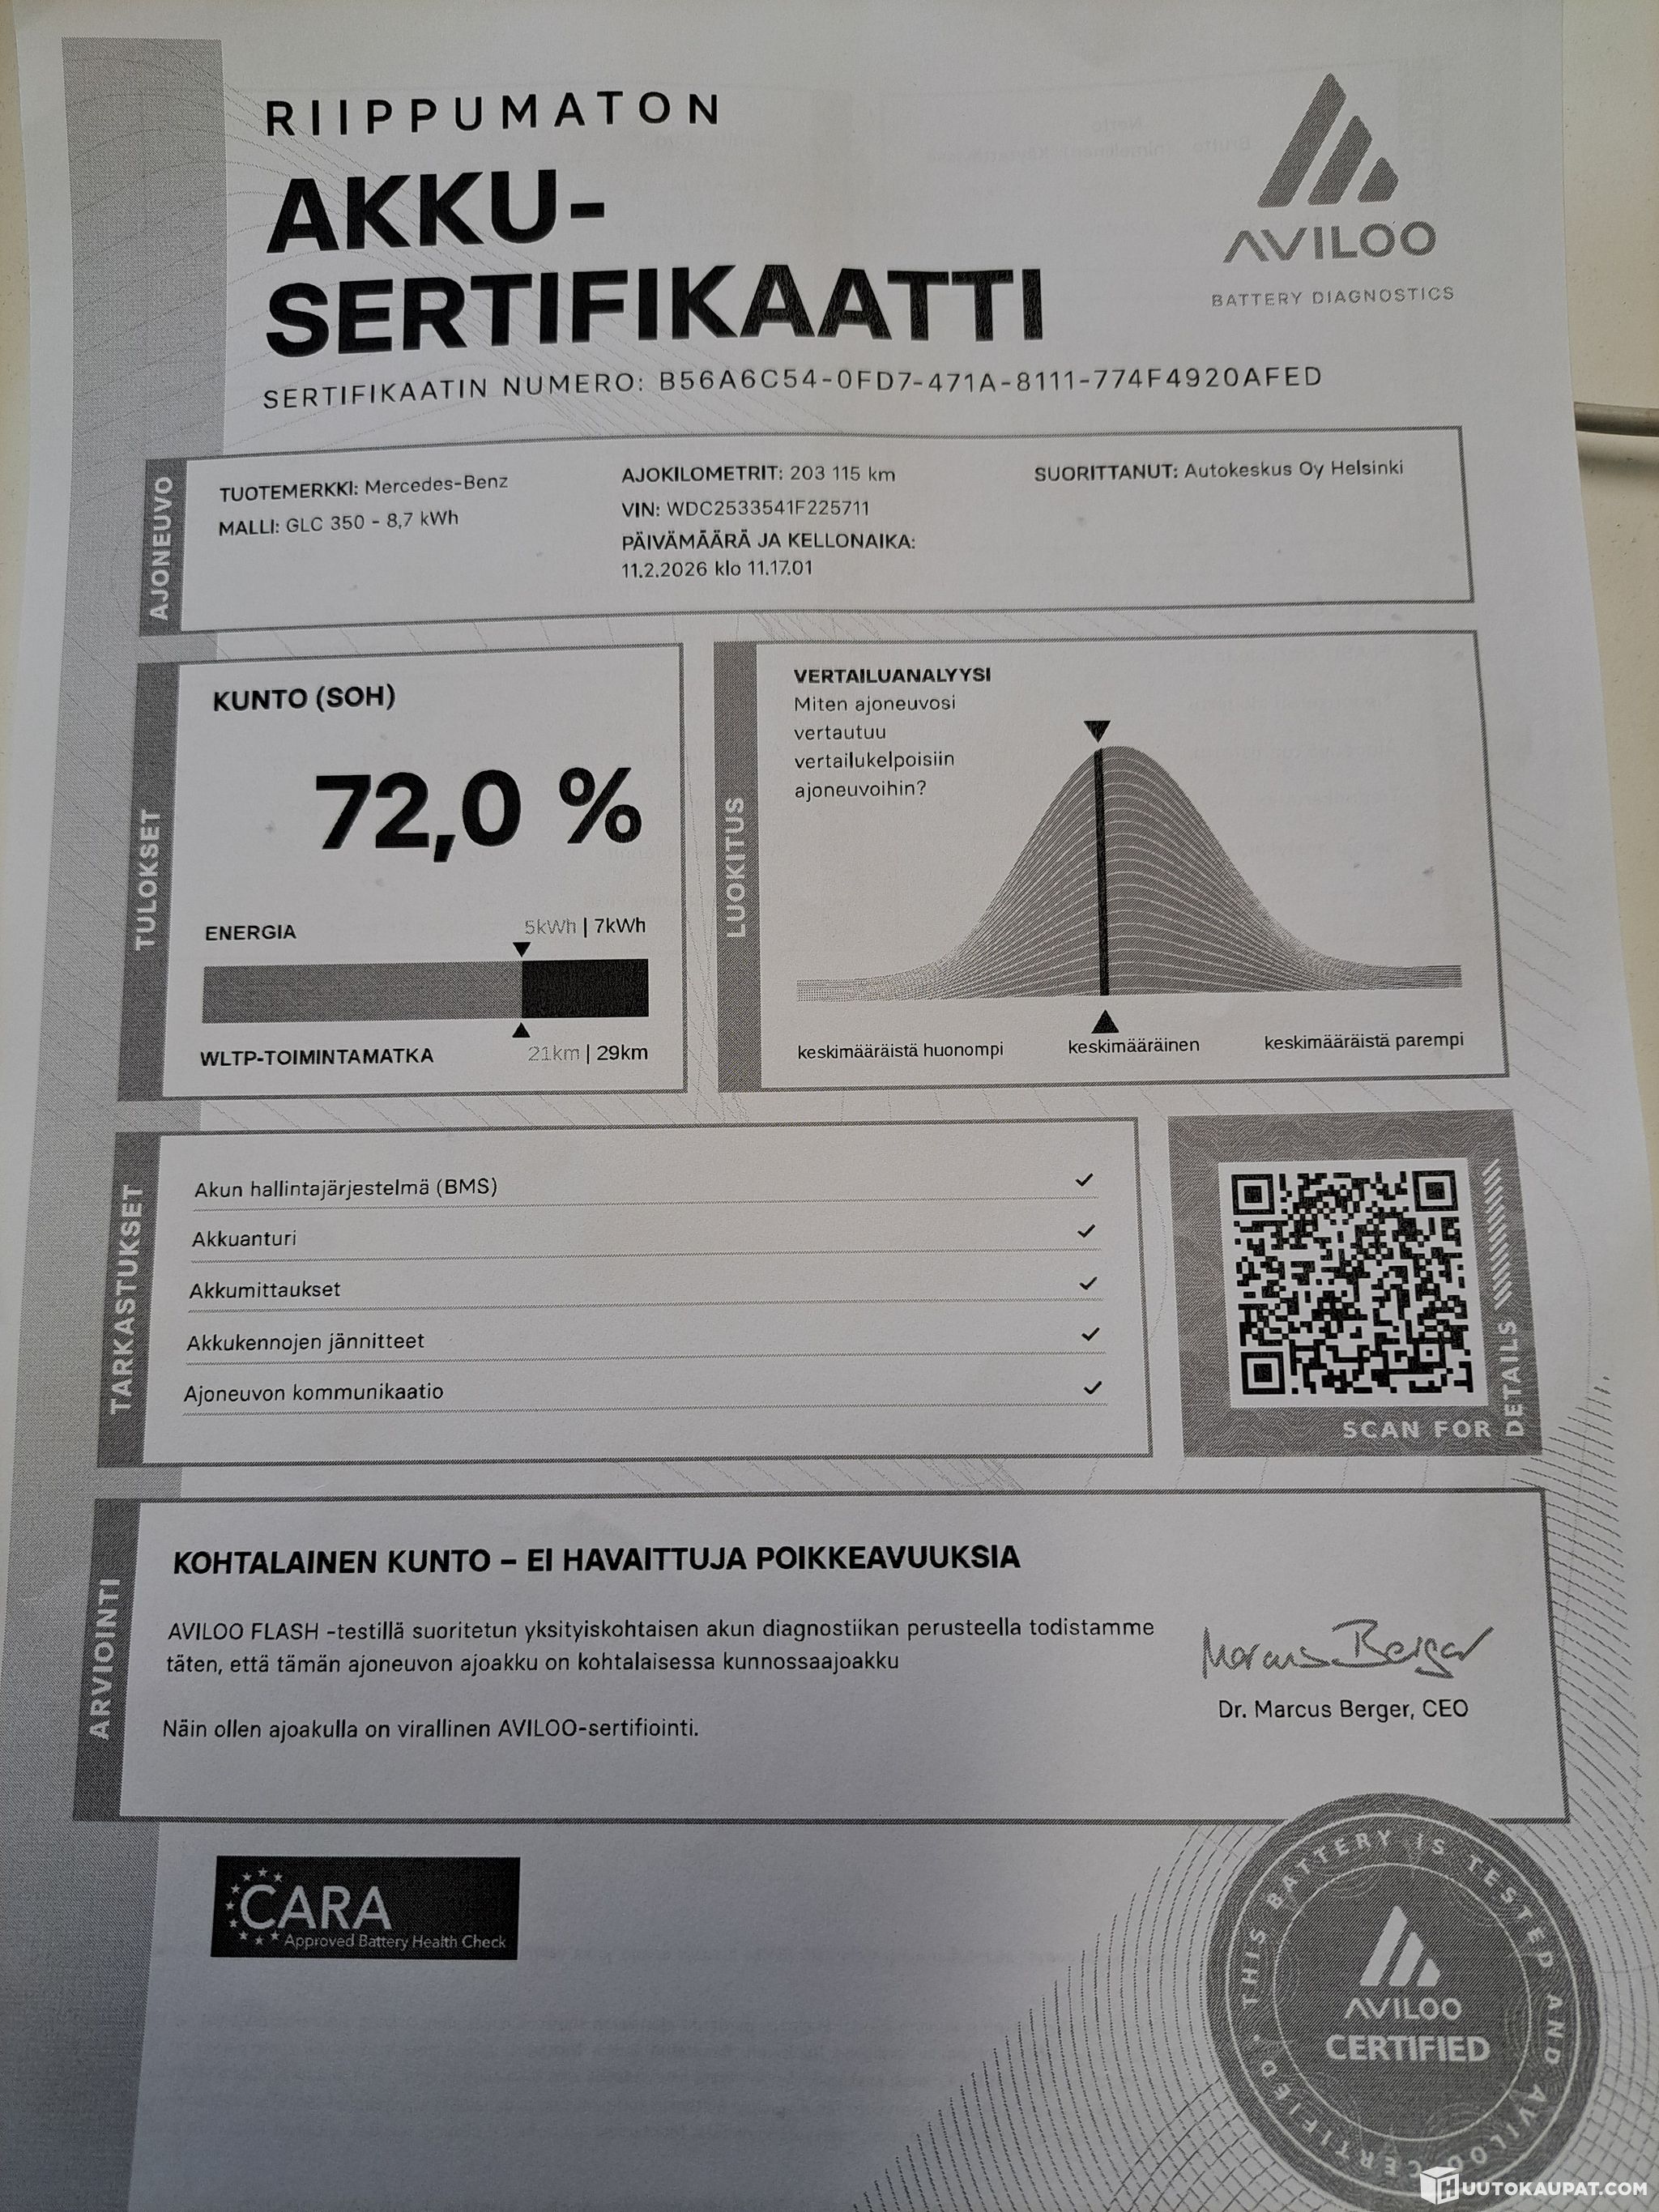 RIIPPUMATON
AKKU-
SERTIFIKAATTI
SERTIFIKAATIN NUMERO: B56A6C54-0FD7-471A-8111-774F4920AFED
AVILOO
BATTERY DIAGNOSTICS
AJONEUVO
TUOTEMERKKI: Mercedes-Benz
MALLI: GLC 350 - 8,7 kWh
AJOKILOMETRIT: 203 115 km
VIN: WDC2533541F225711
PÄIVÄMÄÄRÄ JA KELLONAIKA:
11.2.2026 klo 11.17.01
SUORITTANUT: Autokeskus Oy Helsinki
TULOKSET
KUNTO (SOH)
72,0 %
ENERGIA
5kWh | 7kWh
WLTP-TOIMINTAMATKA
21km | 29km
LUOKITUS
VERTAILUANALYYSI
Miten ajoneuvosi
vertautuu
vertailukelpoisiin
ajoneuvoihin?
keskimääräistä huonompi
keskimääräinen
keskimääräistä parempi
TARKASTUKSET
Akun hallintajärjestelmä (BMS)
Akkuanturi
Akkumittaukset
Akkukennojen jännitteet
Ajoneuvon kommunikaatio
SCAN FOR
DETAILS
ARVIOINTI
KOHTALAINEN KUNTO – EI HAVAITTUJA POIKKEAVUUKSIA
AVILOO FLASH -testillä suoritetun yksityiskohtaisen akun diagnostiikan perusteella todistamme
täten, että tämän ajoneuvon ajoakku on kohtalaisessa kunnossaajoakku
Näin ollen ajoakulla on virallinen AVILOO-sertifiointi.
Marcus Berger
Dr. Marcus Berger, CEO
CARA
Approved Battery Health Check
THIS BATTERY IS TESTED AND AVILOO CERTIFIED
AVILOO
CERTIFIED
HUUTOKAUPAT.COM